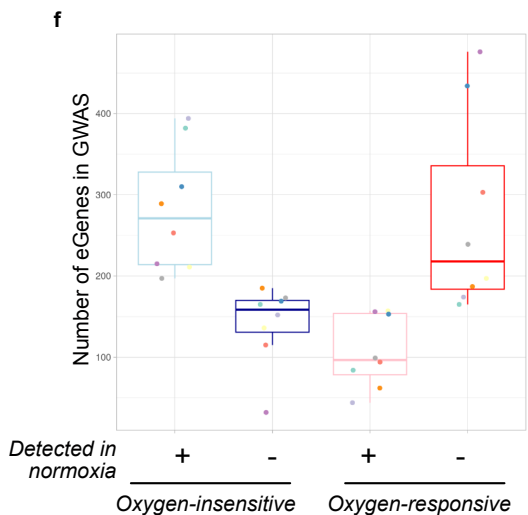 f
Number of eGenes in GWAS
400
300
200
100
Detected in
normoxia
+ - + -
Oxygen-insensitive Oxygen-responsive